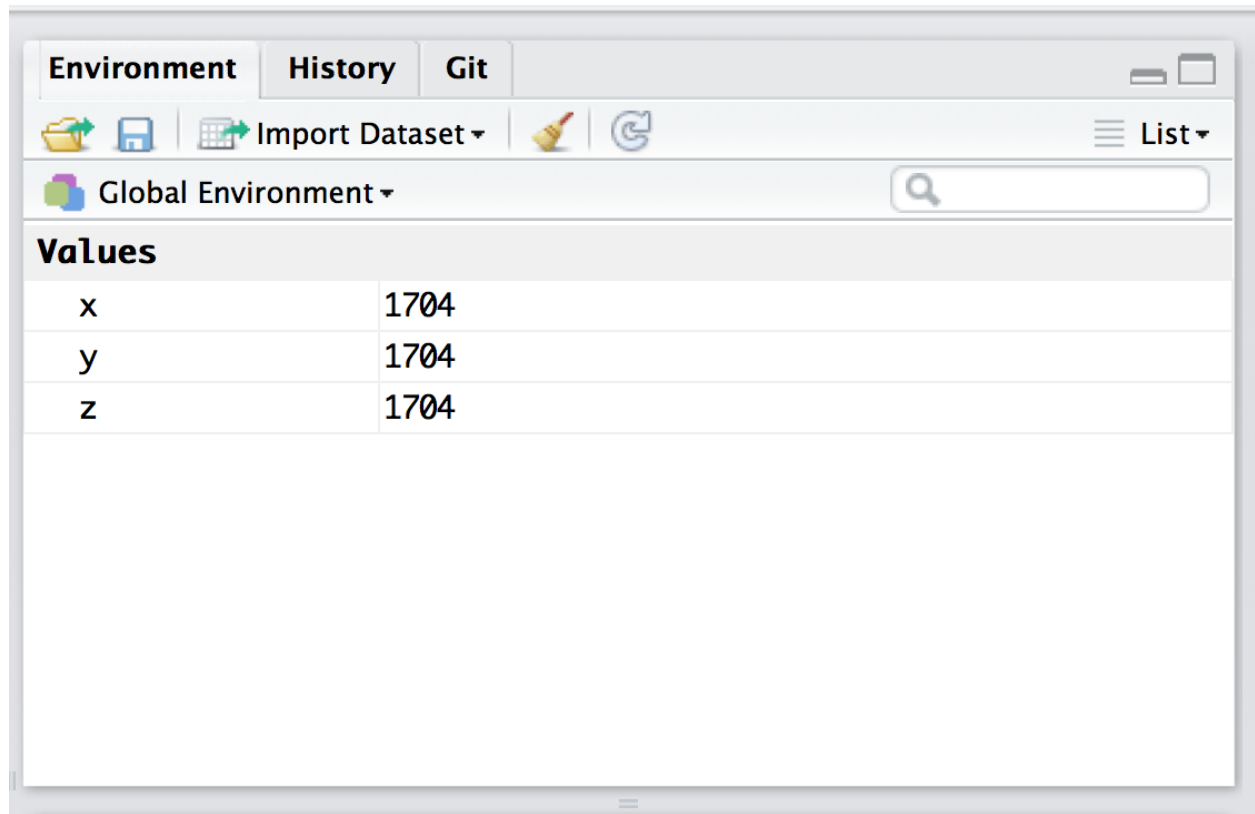 Environment History Git
Import Dataset List
Global Environment
Values
x 1704
y 1704
z 1704